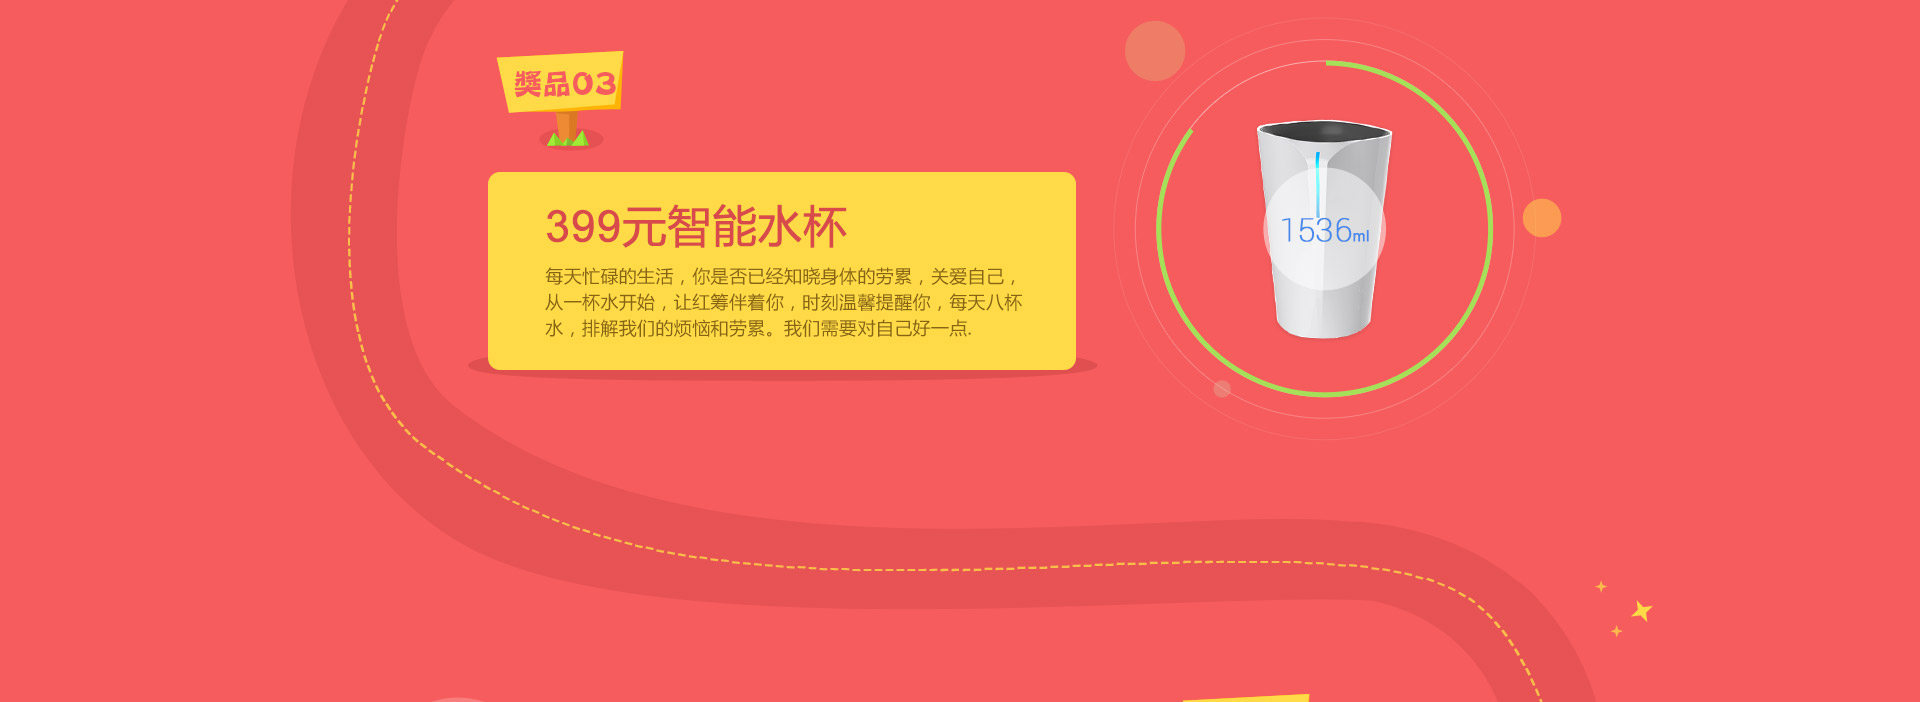 奖品03
399元智能水杯
每天忙碌的生活，你是否已经知晓身体的劳累，关爱自己，
从一杯水开始，让红筹伴着你，时刻温馨提醒你，每天八杯
水，排解我们的烦恼和劳累。我们需要对自己好一点.
1536ml